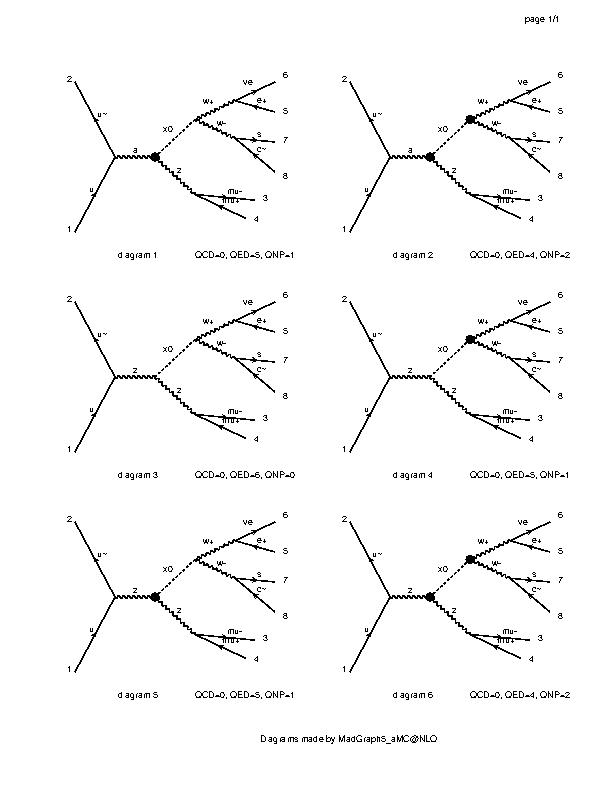 page 1/1
2 u~ u 1 a x0 w+ ve 6 e+ 5 w- s 7 c~ 8 z mu- 3 mu+ 4
diagram 1 QCD=0, QED=5, QNP=1
2 u~ u 1 a x0 w+ ve 6 e+ 5 w- s 7 c~ 8 z mu- 3 mu+ 4
diagram 2 QCD=0, QED=4, QNP=2
2 u~ u 1 z x0 w+ ve 6 e+ 5 w- s 7 c~ 8 z mu- 3 mu+ 4
diagram 3 QCD=0, QED=6, QNP=0
2 u~ u 1 z x0 w+ ve 6 e+ 5 w- s 7 c~ 8 z mu- 3 mu+ 4
diagram 4 QCD=0, QED=5, QNP=1
2 u~ u 1 z x0 w+ ve 6 e+ 5 w- s 7 c~ 8 z mu- 3 mu+ 4
diagram 5 QCD=0, QED=5, QNP=1
2 u~ u 1 z x0 w+ ve 6 e+ 5 w- s 7 c~ 8 z mu- 3 mu+ 4
diagram 6 QCD=0, QED=4, QNP=2
Diagrams made by MadGraph5_aMC@NLO